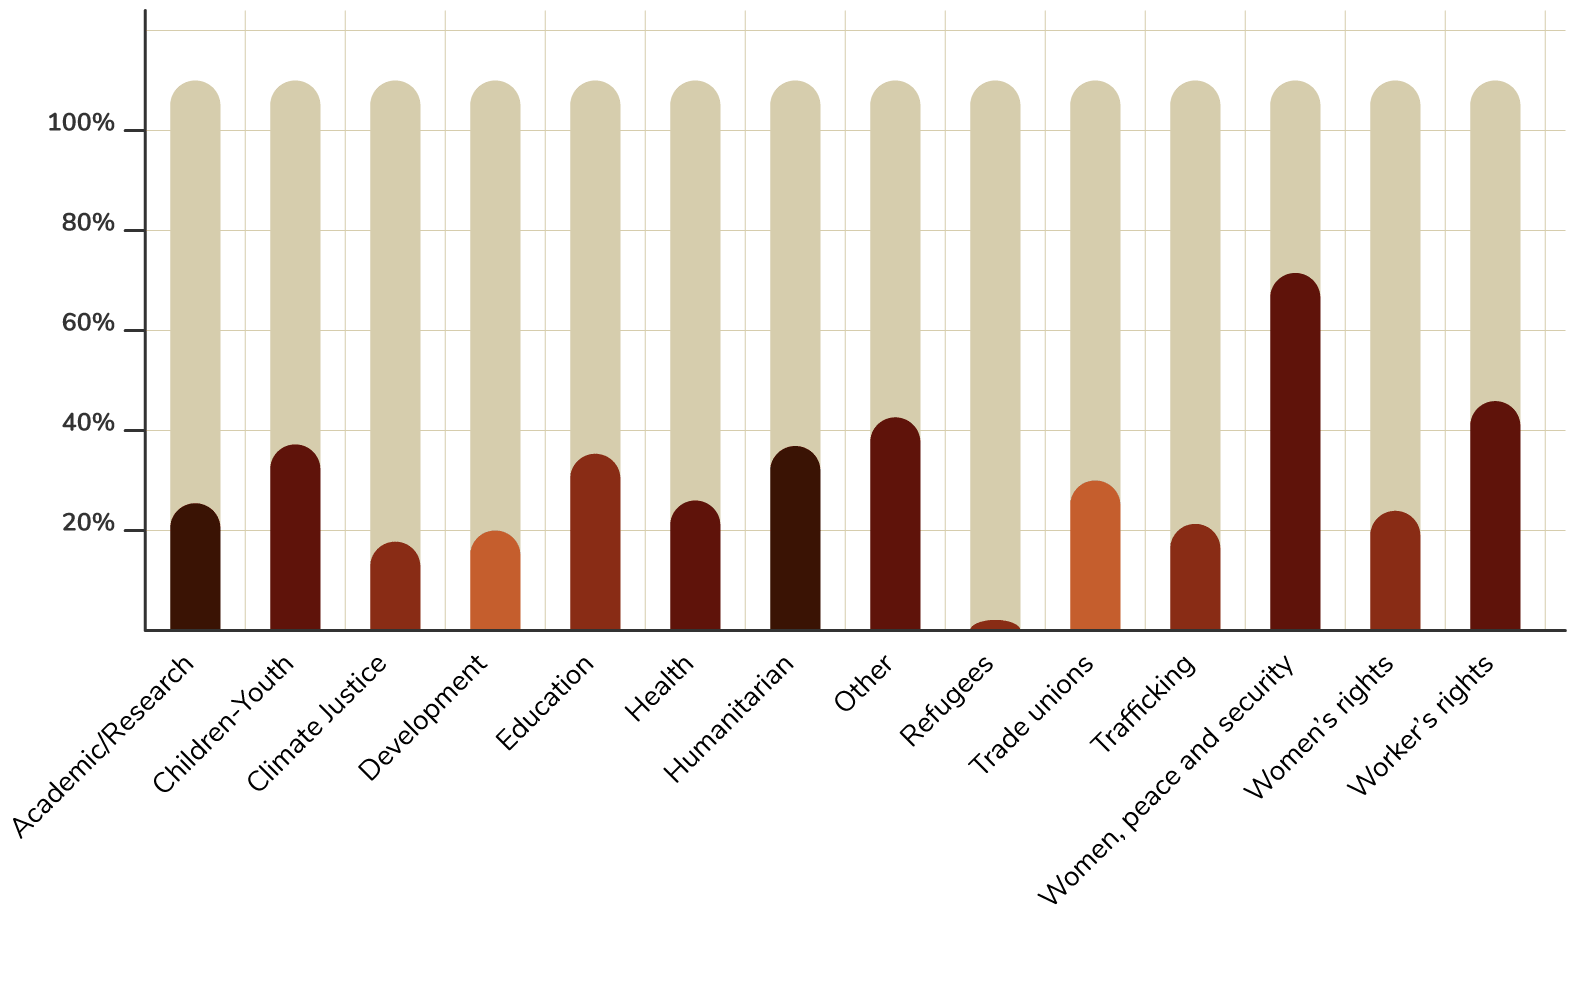 100%
80%
60%
40%
20%
Academic/Research
Children-Youth
Climate Justice
Development
Education
Health
Humanitarian
Other
Refugees
Trade unions
Trafficking
Women, peace and security
Women’s rights
Worker’s rights